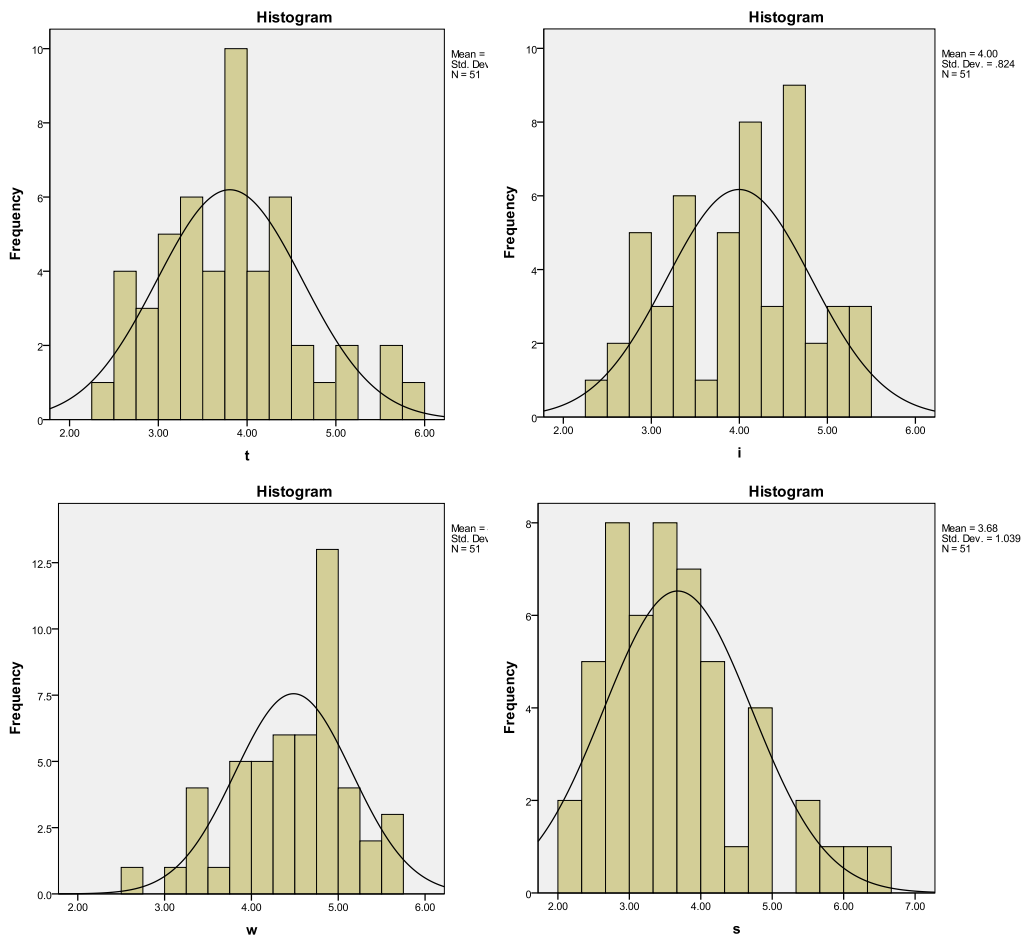 Histogram
Mean =
Std. Dev
N = 51
Frequency
10
8
6
4
2
0
2.00 3.00 4.00 5.00 6.00
t
Histogram
Mean = 4.00
Std. Dev. = .824
N = 51
Frequency
10
8
6
4
2
0
2.00 3.00 4.00 5.00 6.00
i
Histogram
Mean =
Std. Dev
N = 51
Frequency
12.5
10.0
7.5
5.0
2.5
0.0
2.00 3.00 4.00 5.00 6.00
w
Histogram
Mean = 3.68
Std. Dev. = 1.039
N = 51
Frequency
8
6
4
2
0
2.00 3.00 4.00 5.00 6.00 7.00
s